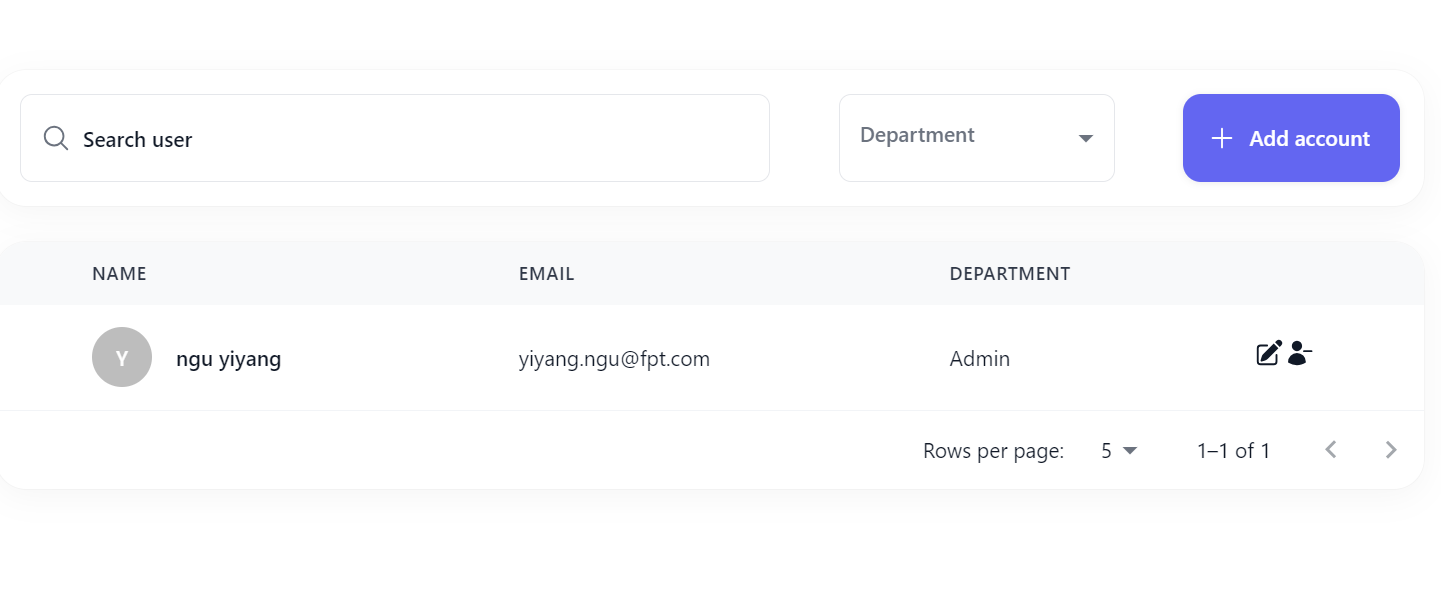 Search user
Department
Add account
NAME EMAIL DEPARTMENT
Y ngu yiyang yiyang.ngu@fpt.com Admin
Rows per page: 5 1–1 of 1